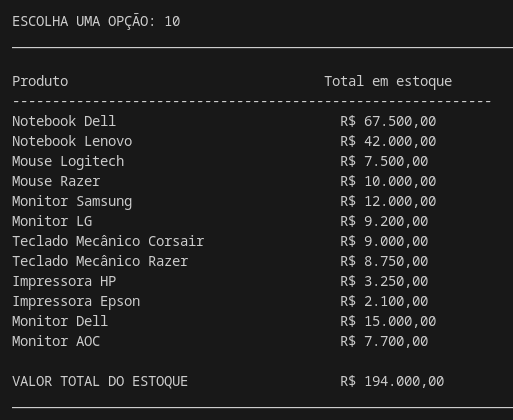 ESCOLHA UMA OPÇÃO: 10
Produto Total em estoque
------------------------------------------------------------
Notebook Dell R$ 67.500,00
Notebook Lenovo R$ 42.000,00
Mouse Logitech R$ 7.500,00
Mouse Razer R$ 10.000,00
Monitor Samsung R$ 12.000,00
Monitor LG R$ 9.200,00
Teclado Mecânico Corsair R$ 9.000,00
Teclado Mecânico Razer R$ 8.750,00
Impressora HP R$ 3.250,00
Impressora Epson R$ 2.100,00
Monitor Dell R$ 15.000,00
Monitor AOC R$ 7.700,00
VALOR TOTAL DO ESTOQUE R$ 194.000,00